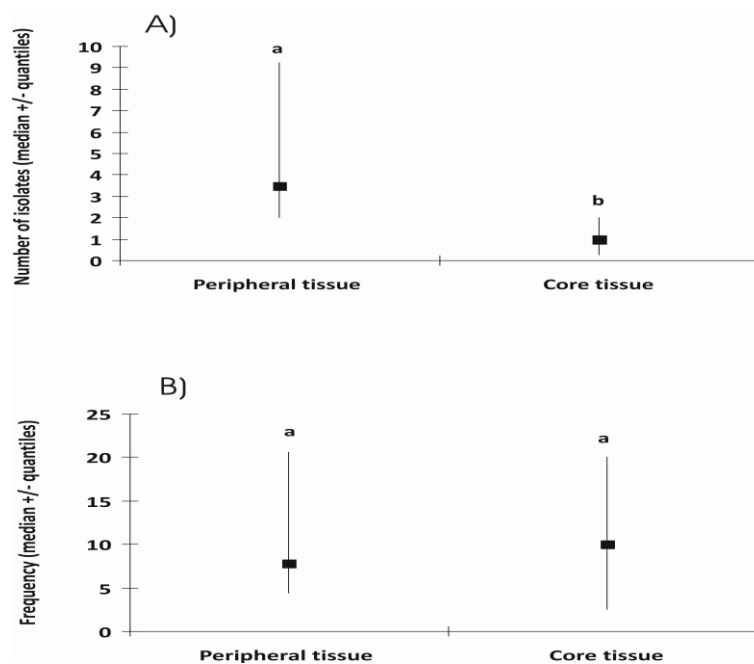 A)
Number of isolates (median +/- quantiles)
10
9
8
7
6
5
4
3
2
1
0
a
b
Peripheral tissue
Core tissue
B)
Frequency (median +/- quantiles)
25
20
15
10
5
0
a
a
Peripheral tissue
Core tissue